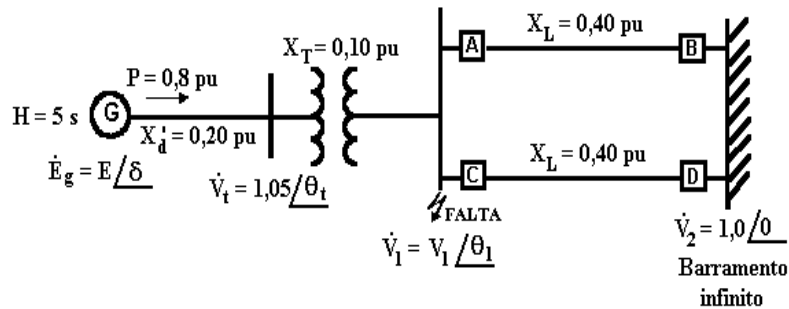 X_L = 0,40 pu
X_T = 0,10 pu
A
B
P = 0,8 pu
H = 5 s
G
X'_d = 0,20 pu
X_L = 0,40 pu
Ė_g = E/δ
V̇_t = 1,05/θ_t
C
D
FALTA
V̇_1 = V_1/θ_1
V̇_2 = 1,0/0
Barramento
infinito